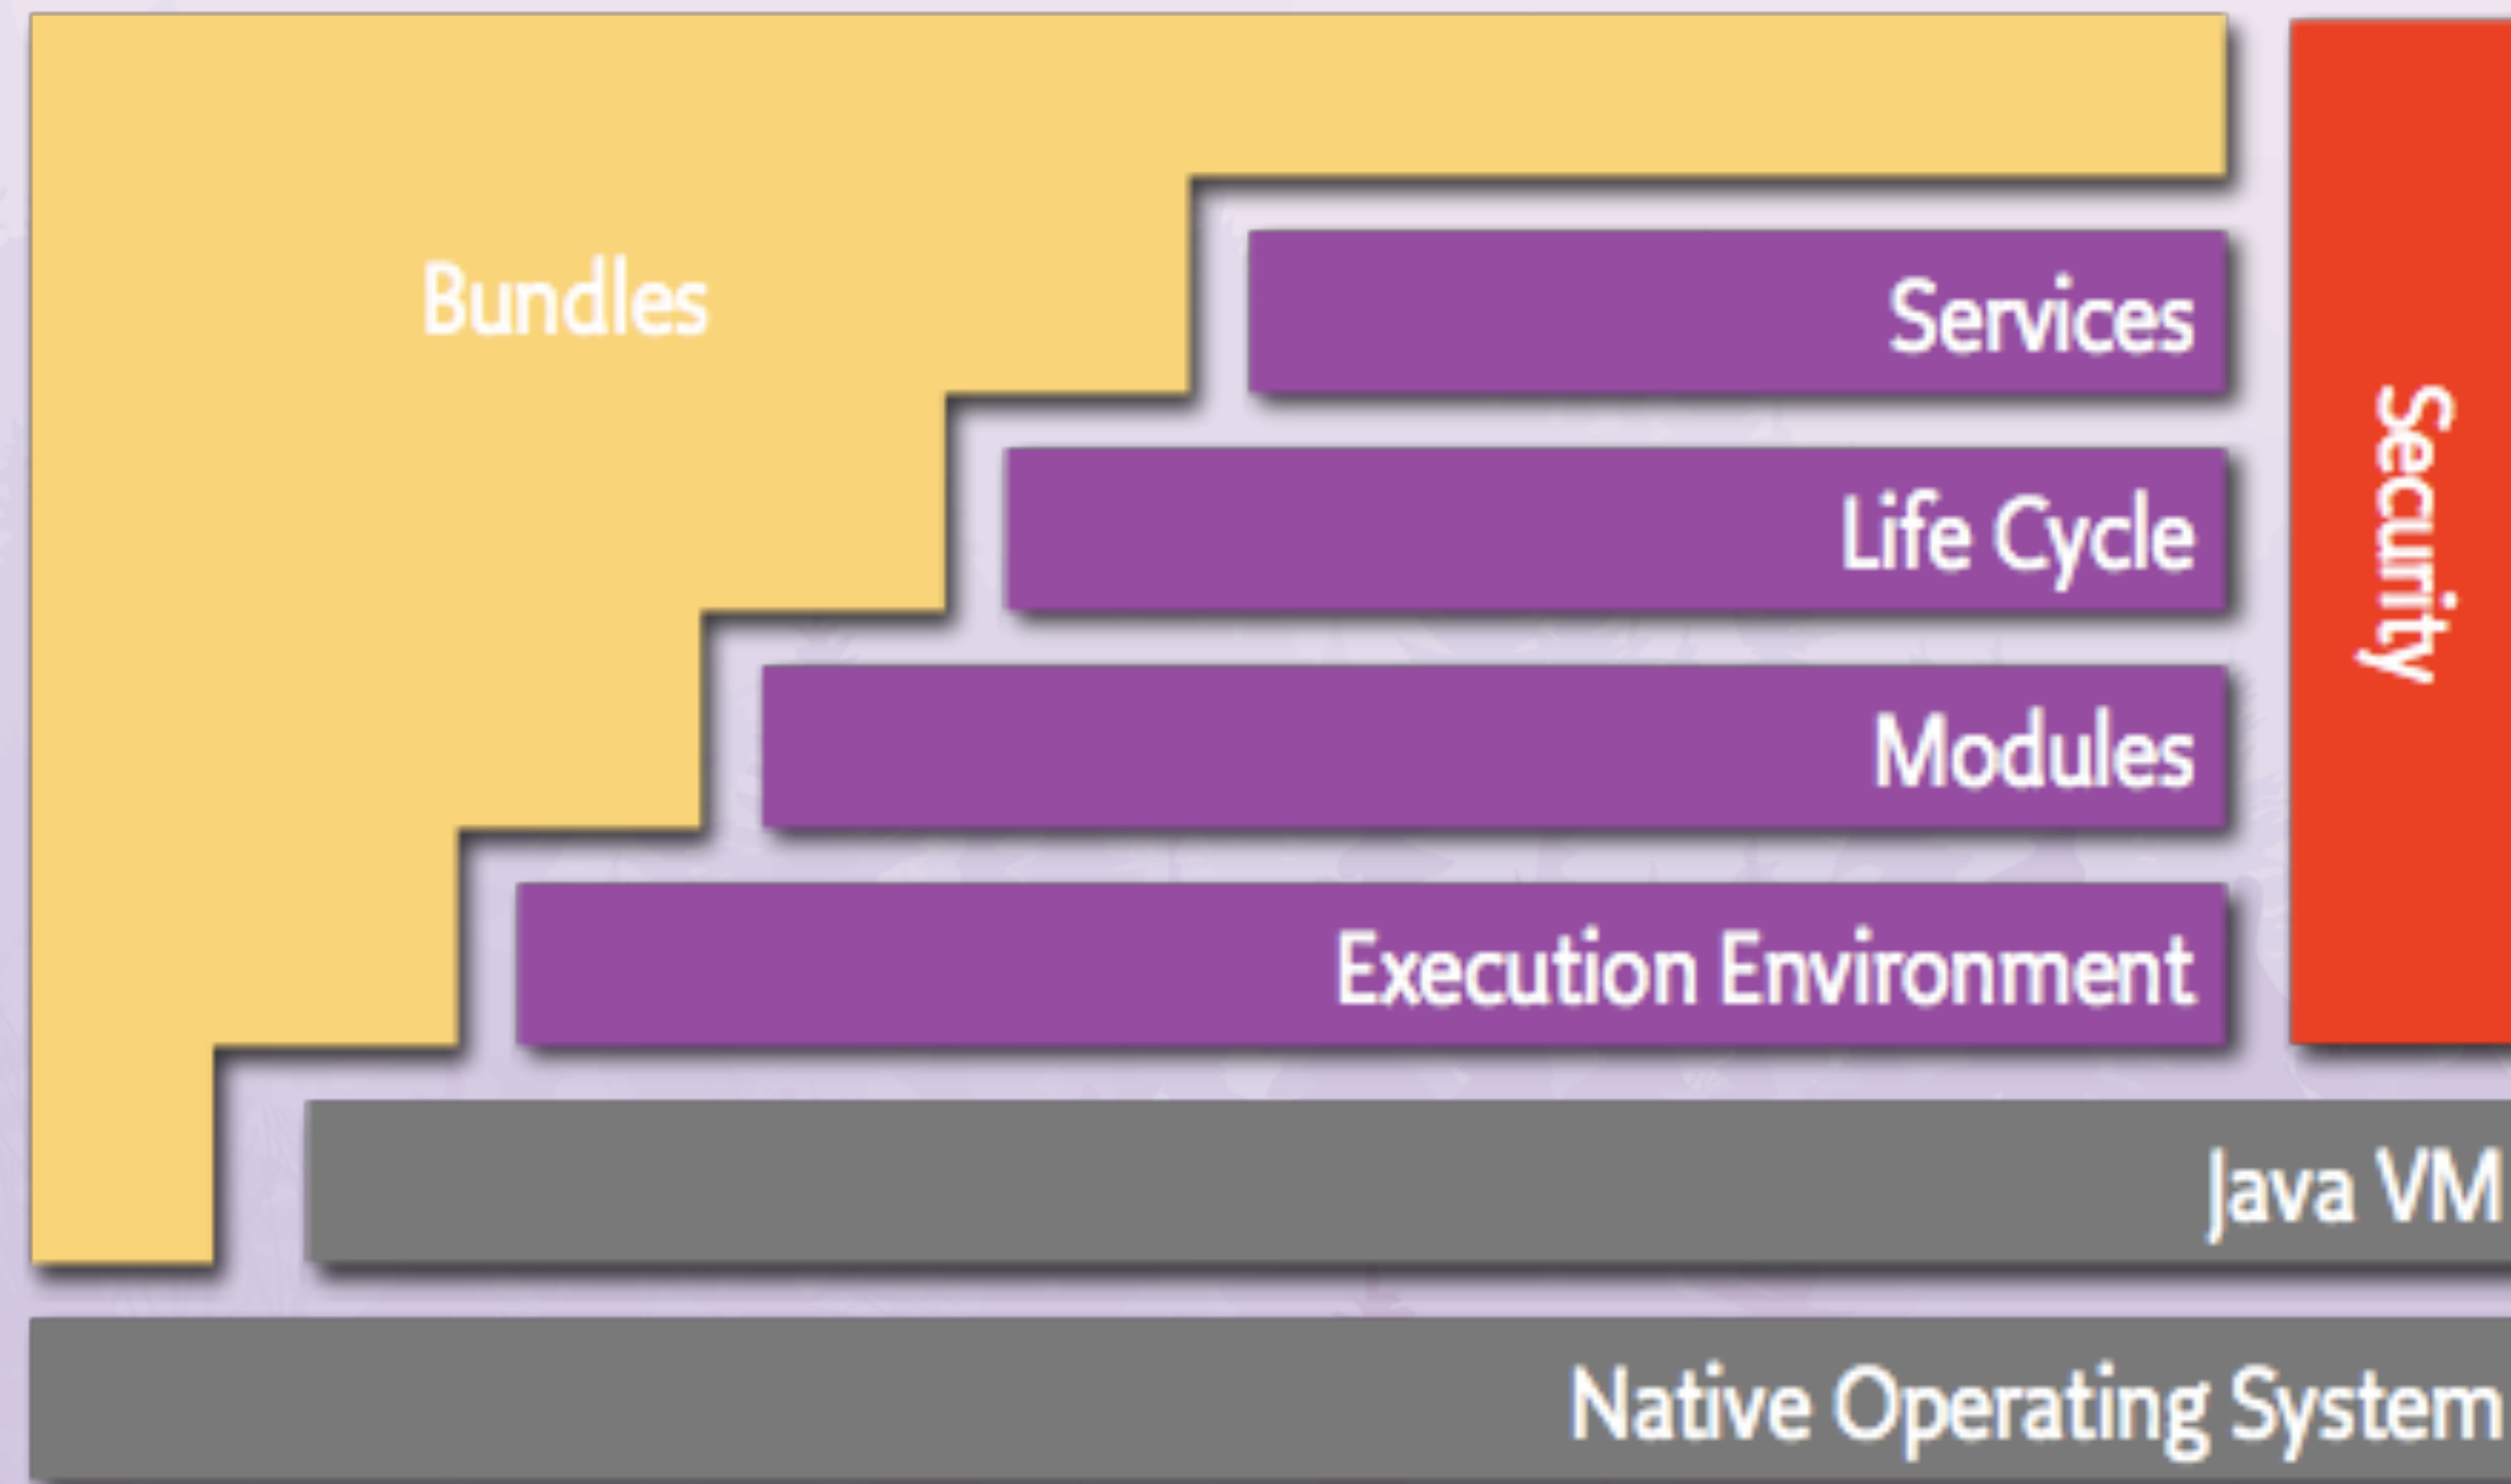 Bundles
Services
Life Cycle
Modules
Execution Environment
Security
Java VM
Native Operating System